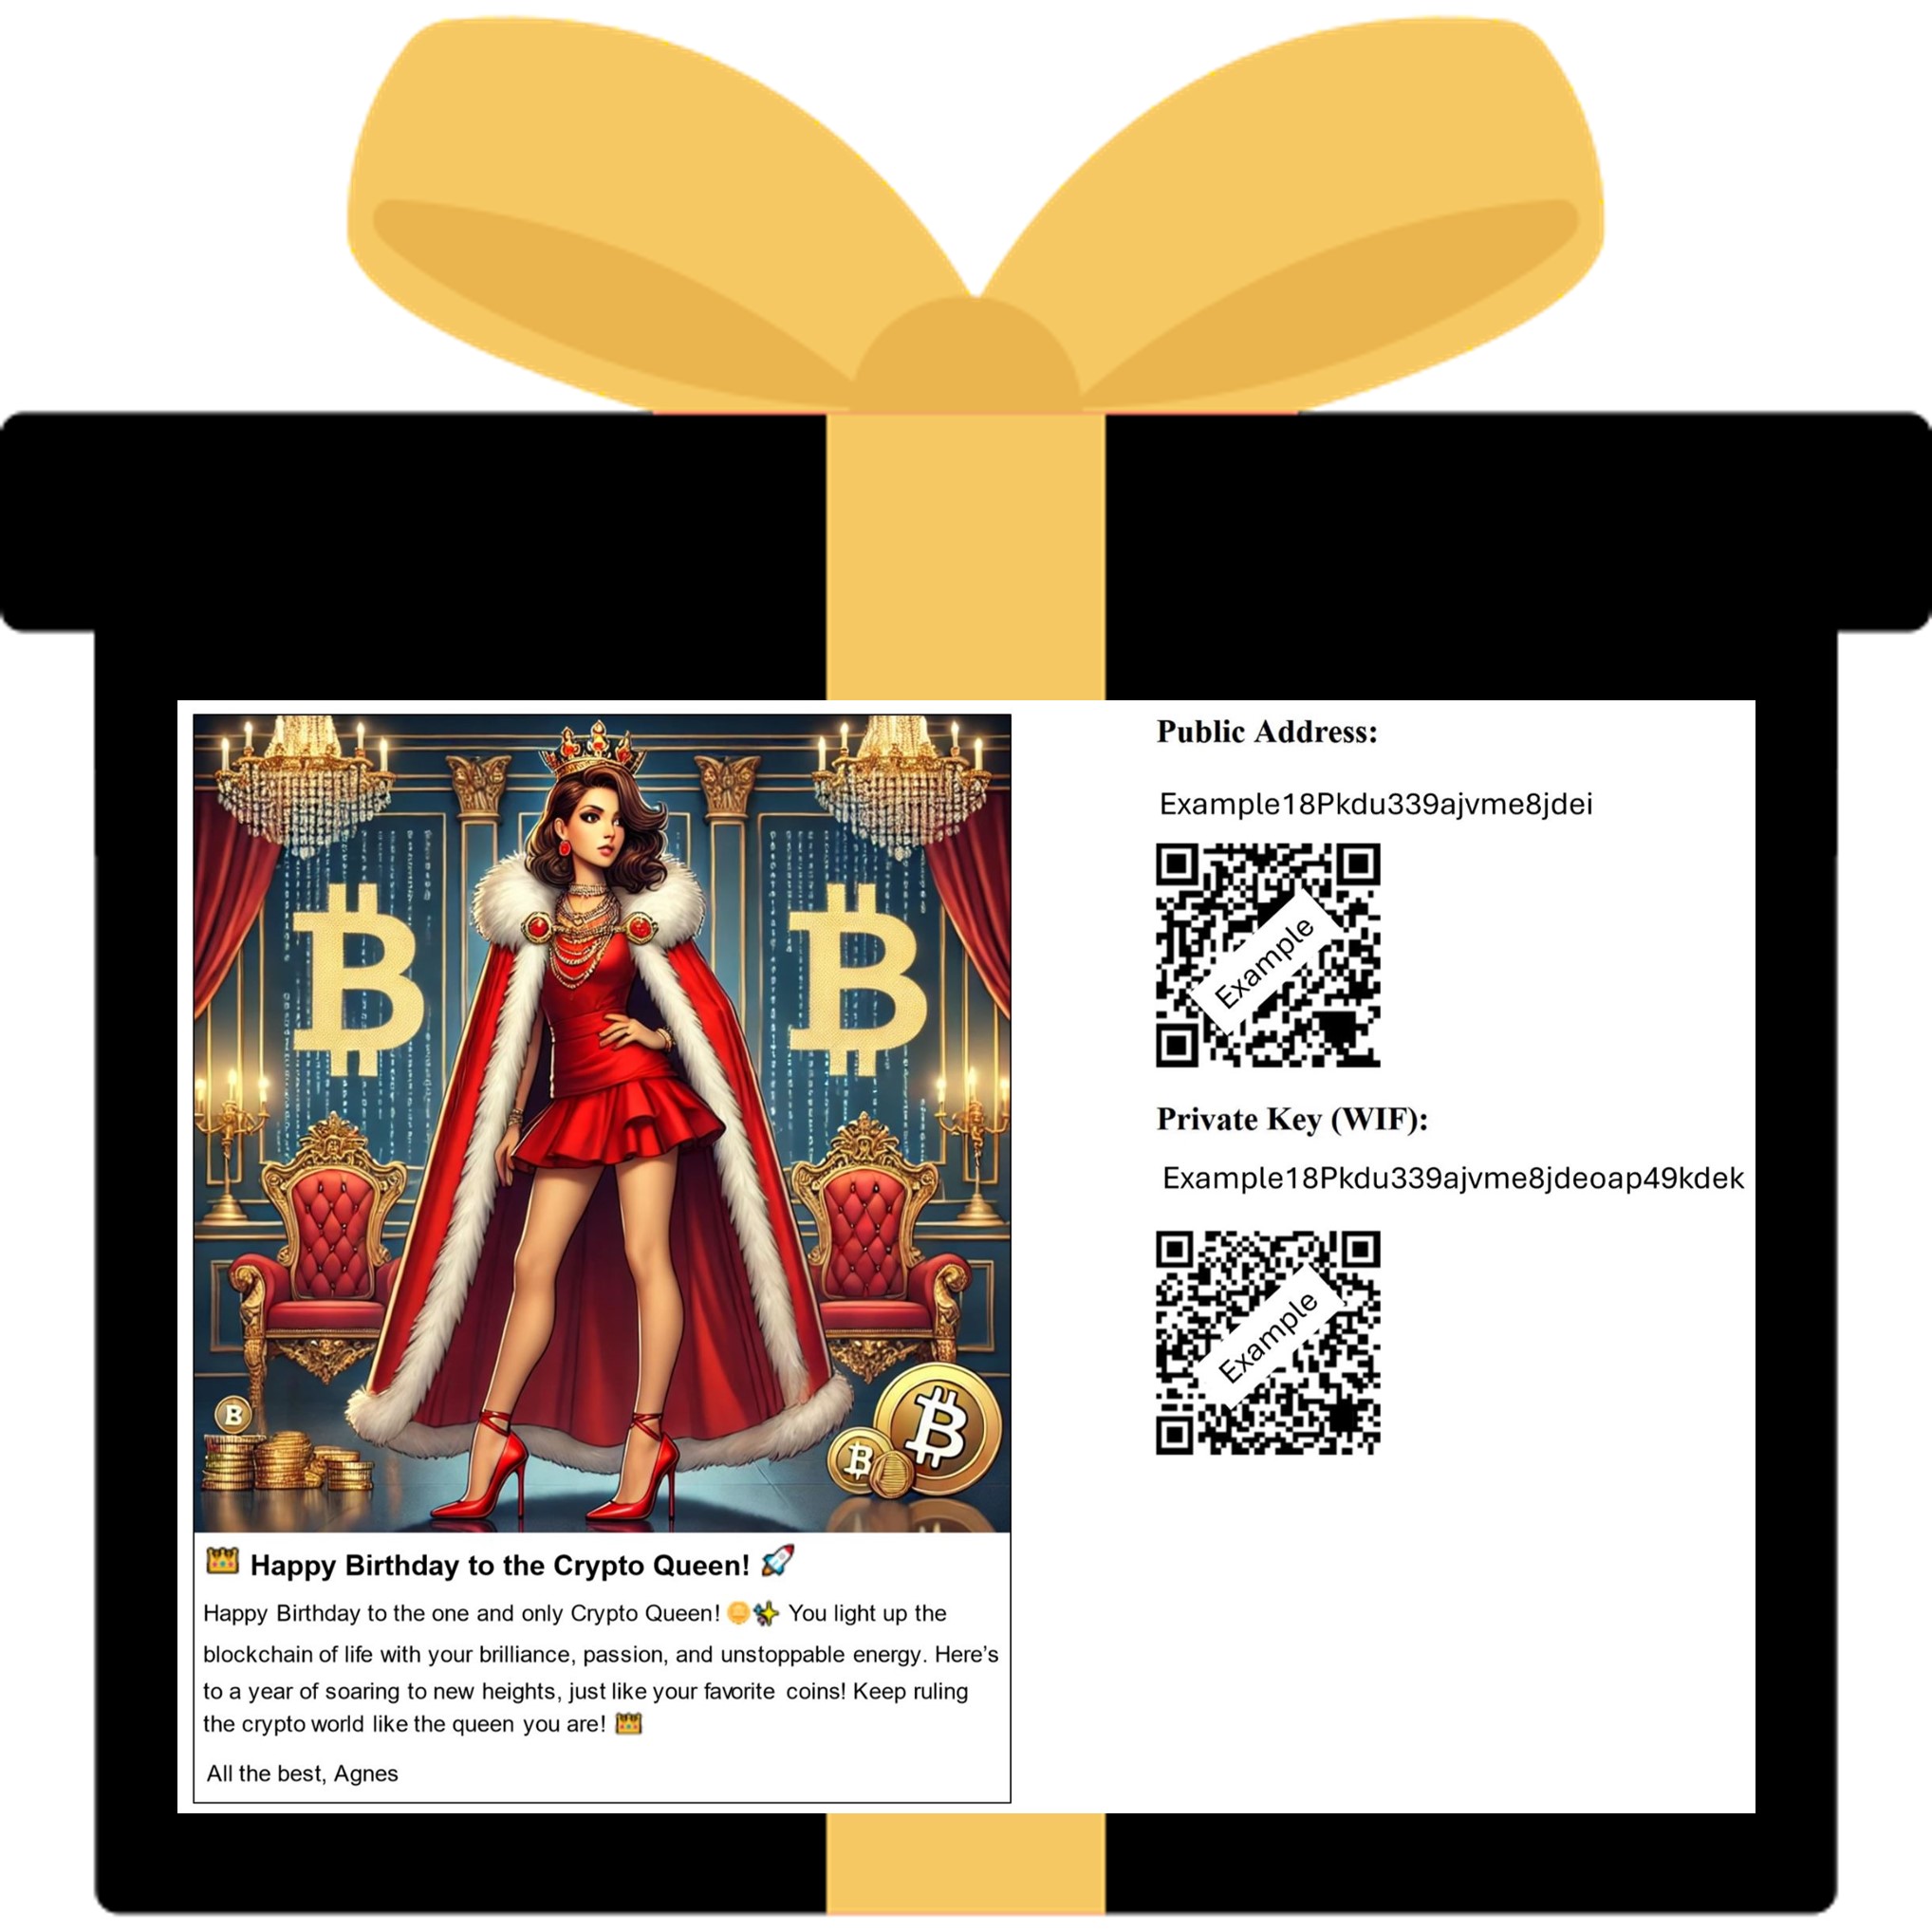 👑 Happy Birthday to the Crypto Queen! 🚀
Happy Birthday to the one and only Crypto Queen! 🪙✨ You light up the
blockchain of life with your brilliance, passion, and unstoppable energy. Here’s
to a year of soaring to new heights, just like your favorite coins! Keep ruling
the crypto world like the queen you are! 👑
All the best, Agnes
Public Address:
Example18Pkdu339ajvme8jdei
Example
Private Key (WIF):
Example18Pkdu339ajvme8jdeoap49kdek
Example